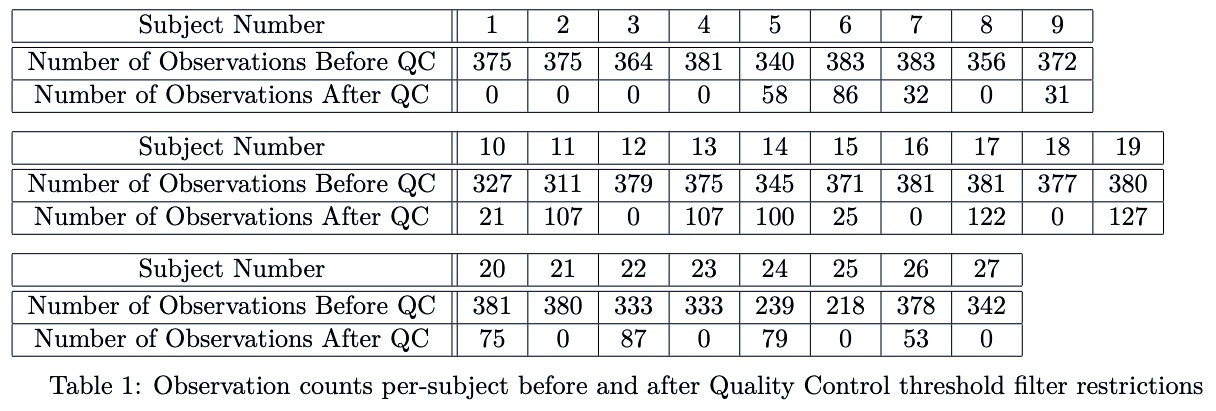 Subject Number 1 2 3 4 5 6 7 8 9
Number of Observations Before QC 375 375 364 381 340 383 383 356 372
Number of Observations After QC 0 0 0 0 58 86 32 0 31
Subject Number 10 11 12 13 14 15 16 17 18 19
Number of Observations Before QC 327 311 379 375 345 371 381 381 377 380
Number of Observations After QC 21 107 0 107 100 25 0 122 0 127
Subject Number 20 21 22 23 24 25 26 27
Number of Observations Before QC 381 380 333 333 239 218 378 342
Number of Observations After QC 75 0 87 0 79 0 53 0
Table 1: Observation counts per-subject before and after Quality Control threshold filter restrictions